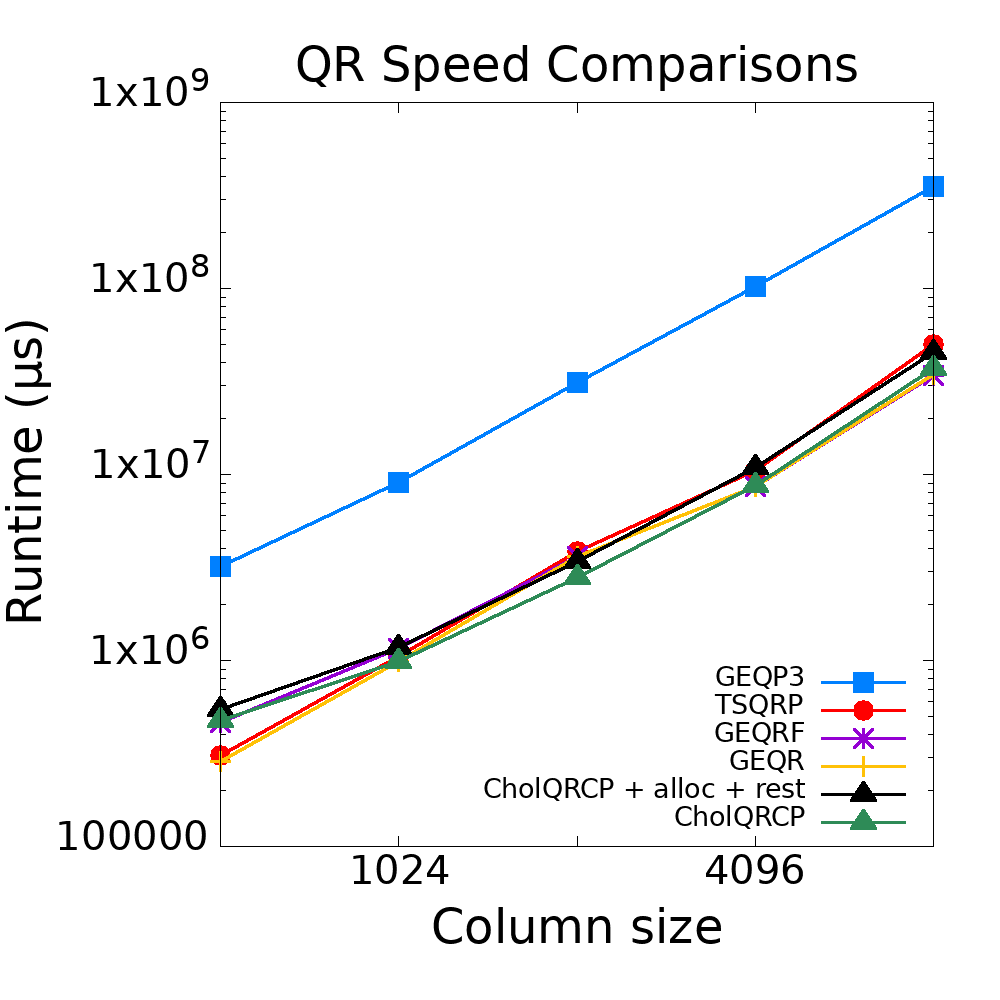 QR Speed Comparisons
1x10⁹
1x10⁸
1x10⁷
1x10⁶
100000
Runtime (µs)
GEQP3
TSQRP
GEQRF
GEQR
CholQRCP + alloc + rest
CholQRCP
1024
4096
Column size